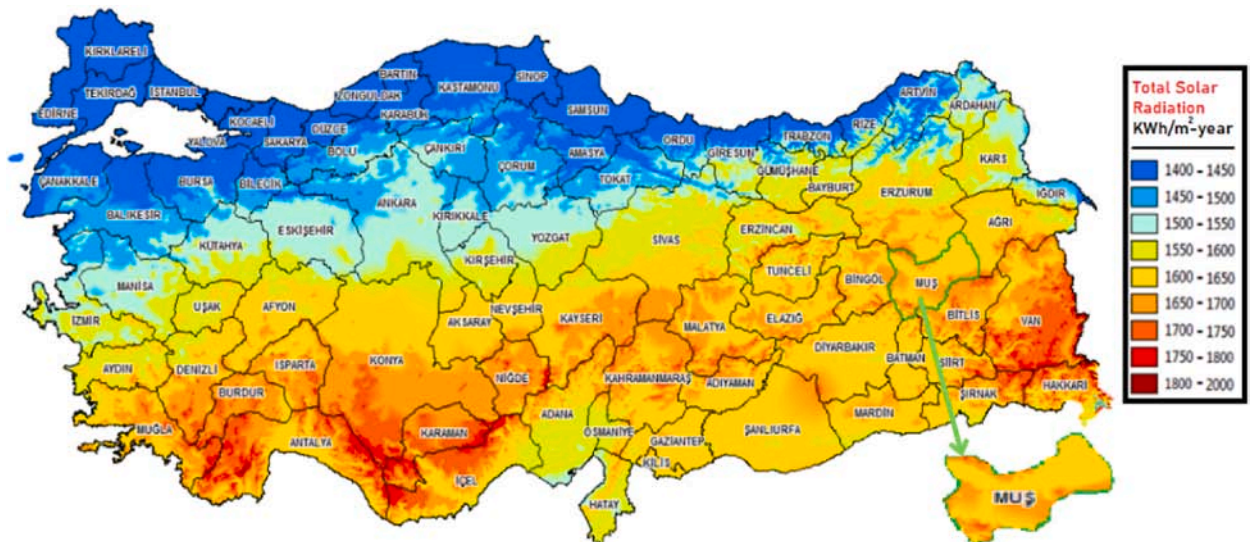 KIRKLARELİ
TEKİRDAĞ
EDİRNE
İSTANBUL
KOCAELİ
YALOVA
SAKARYA
DÜZCE
BOLU
ZONGULDAK
BARTIN
KARABÜK
KASTAMONU
SİNOP
SAMSUN
ORDU
GİRESUN
TRABZON
RİZE
ARTVİN
ARDAHAN
KARS
IĞDIR
AĞRI
ERZURUM
BAYBURT
GÜMÜŞHANE
ÇANKIRI
ÇORUM
AMASYA
TOKAT
ÇANAKKALE
BURSA
BİLECİK
BALIKESİR
KÜTAHYA
ESKİŞEHİR
ANKARA
KIRIKKALE
YOZGAT
KIRŞEHİR
SİVAS
ERZİNCAN
TUNCELİ
BİNGÖL
MUŞ
BİTLİS
VAN
MANİSA
İZMİR
UŞAK
AFYON
AKSARAY
NEVŞEHİR
KAYSERİ
MALATYA
ELAZIĞ
DİYARBAKIR
BATMAN
SİİRT
ŞIRNAK
HAKKARİ
AYDIN
DENİZLİ
ISPARTA
BURDUR
KONYA
NİĞDE
KAHRAMANMARAŞ
ADIYAMAN
MARDİN
MUĞLA
ANTALYA
KARAMAN
İÇEL
ADANA
OSMANİYE
GAZİANTEP
KİLİS
ŞANLIURFA
HATAY
MUŞ
Total Solar
Radiation
KWh/m²-year
1400 - 1450
1450 - 1500
1500 - 1550
1550 - 1600
1600 - 1650
1650 - 1700
1700 - 1750
1750 - 1800
1800 - 2000